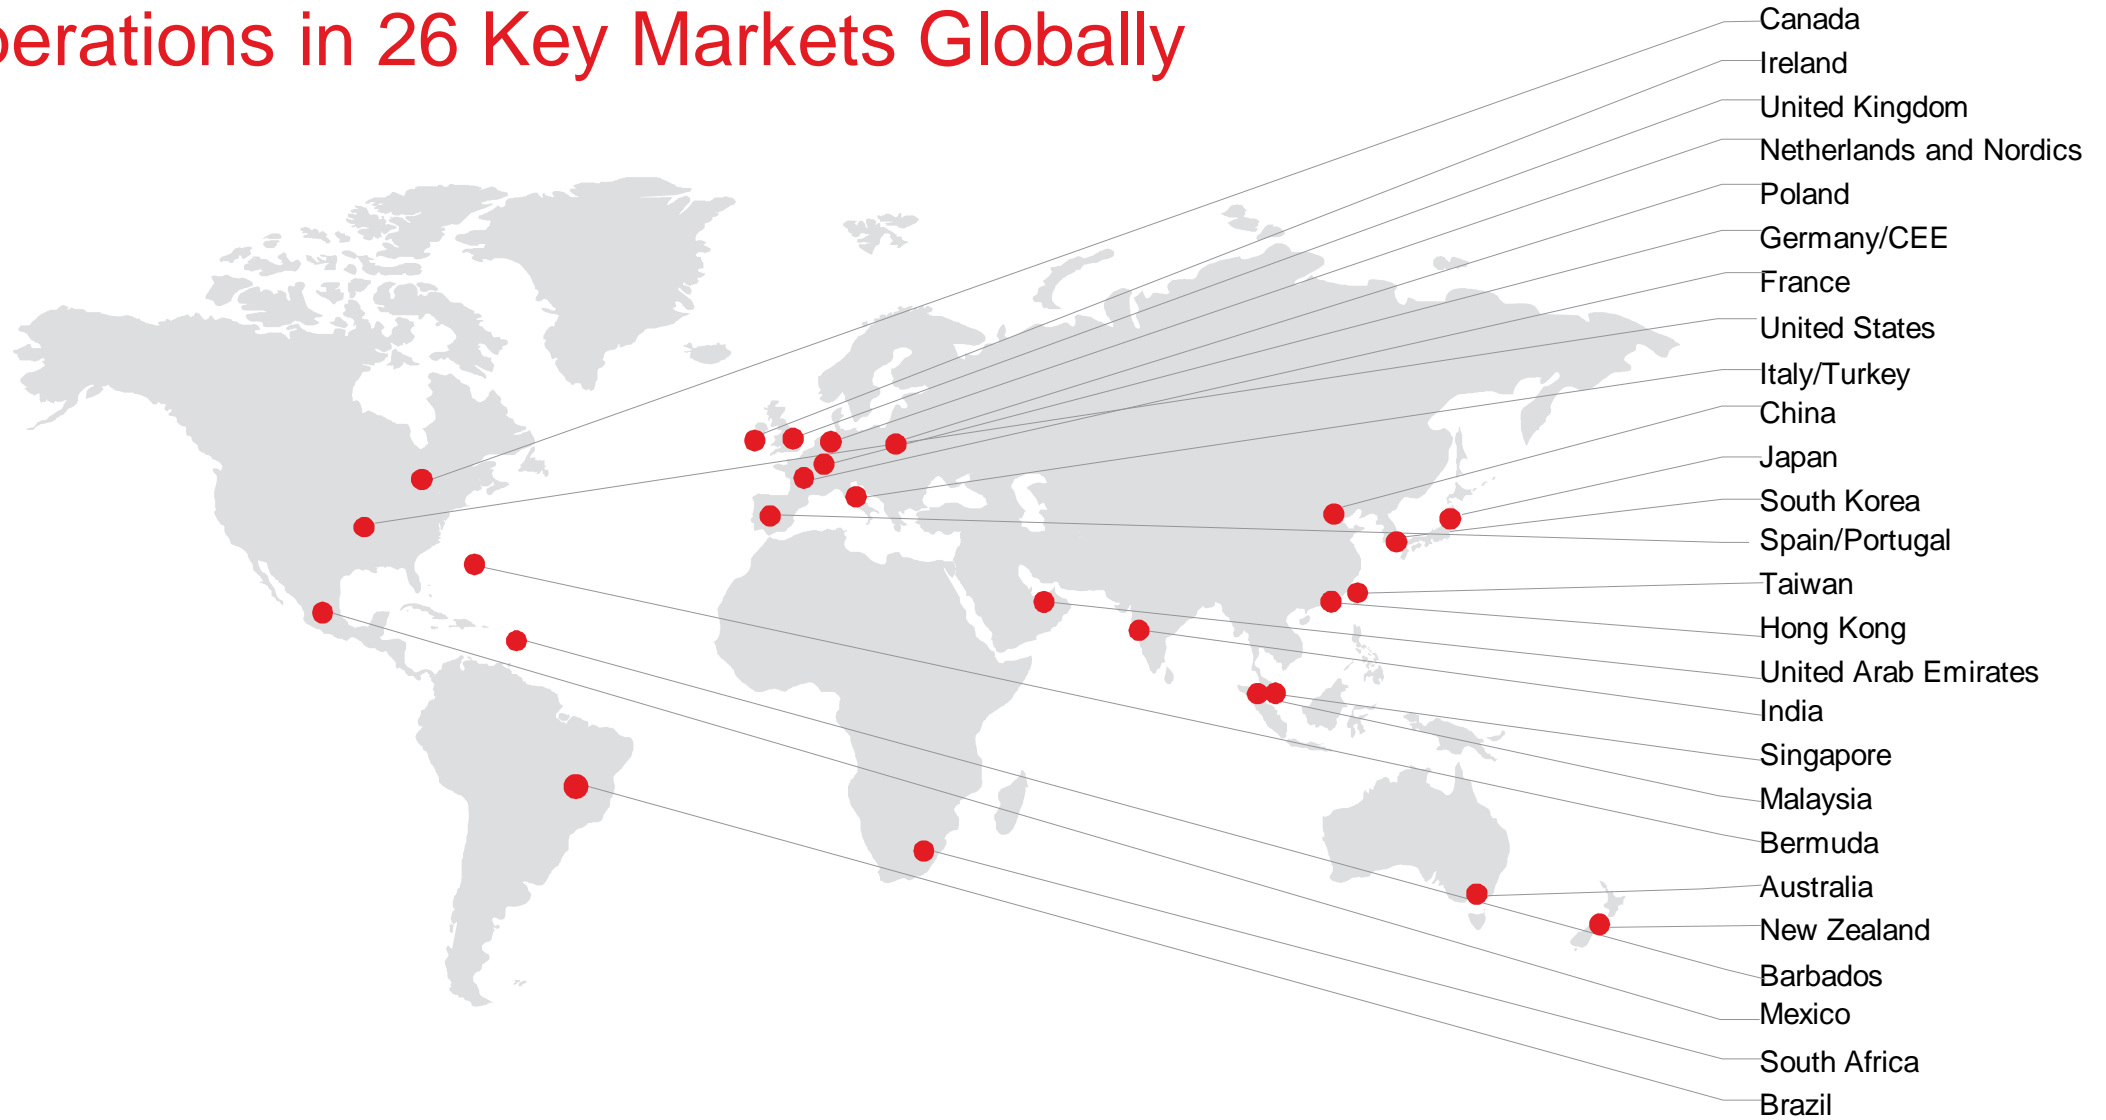 perations in 26 Key Markets Globally
Canada
Ireland
United Kingdom
Netherlands and Nordics
Poland
Germany/CEE
France
United States
Italy/Turkey
China
Japan
South Korea
Spain/Portugal
Taiwan
Hong Kong
United Arab Emirates
India
Singapore
Malaysia
Bermuda
Australia
New Zealand
Barbados
Mexico
South Africa
Brazil